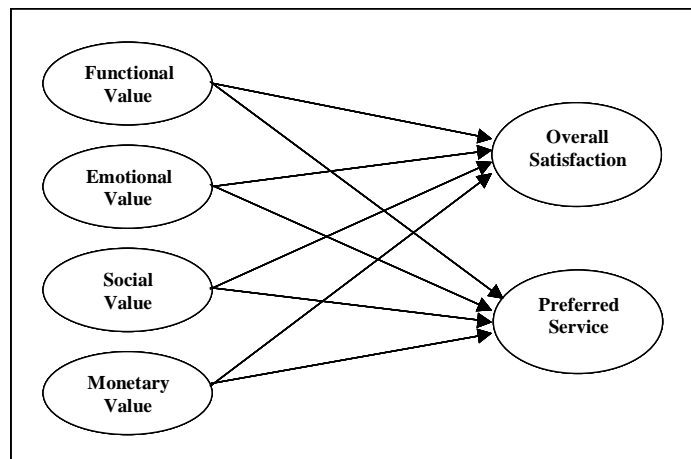 Functional
Value
Emotional
Value
Social
Value
Monetary
Value
Overall
Satisfaction
Preferred
Service